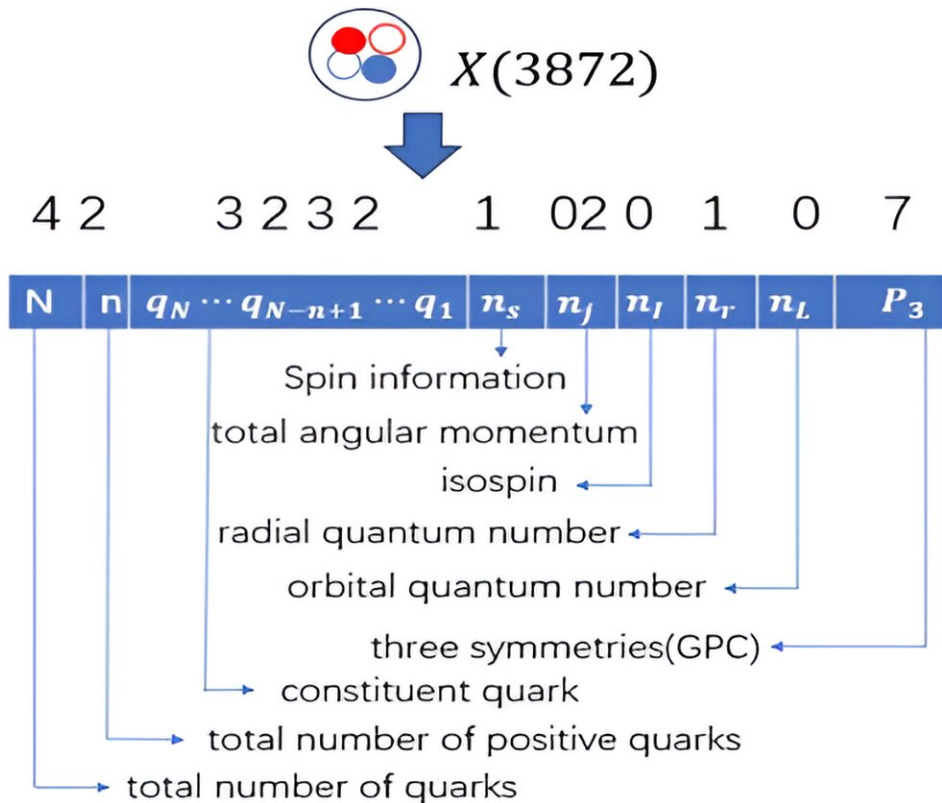 X(3872)
4 2 3 2 3 2 1 02 0 1 0 7
N n q_N ⋯ q_{N−n+1} ⋯ q_1 n_s n_j n_I n_r n_L P_3
Spin information
total angular momentum
isospin
radial quantum number
orbital quantum number
three symmetries(GPC)
constituent quark
total number of positive quarks
total number of quarks